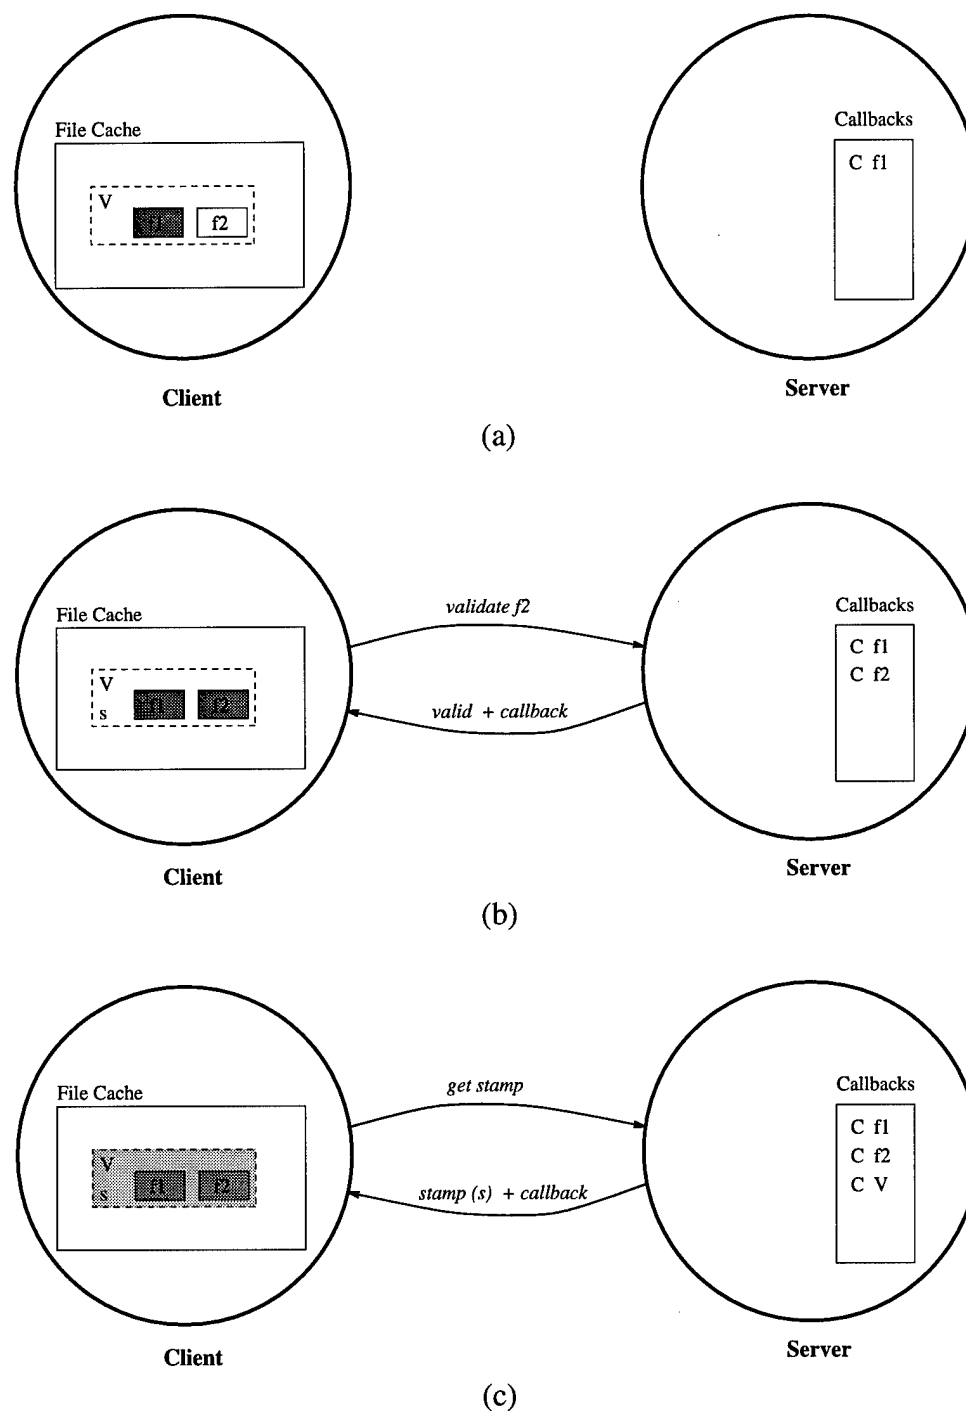 File Cache
V
f1 f2
Client
Callbacks
C f1
Server
(a)
File Cache
V
s f1 f2
Client
validate f2
valid + callback
Callbacks
C f1
C f2
Server
(b)
File Cache
V
s f1 f2
Client
get stamp
stamp (s) + callback
Callbacks
C f1
C f2
C V
Server
(c)